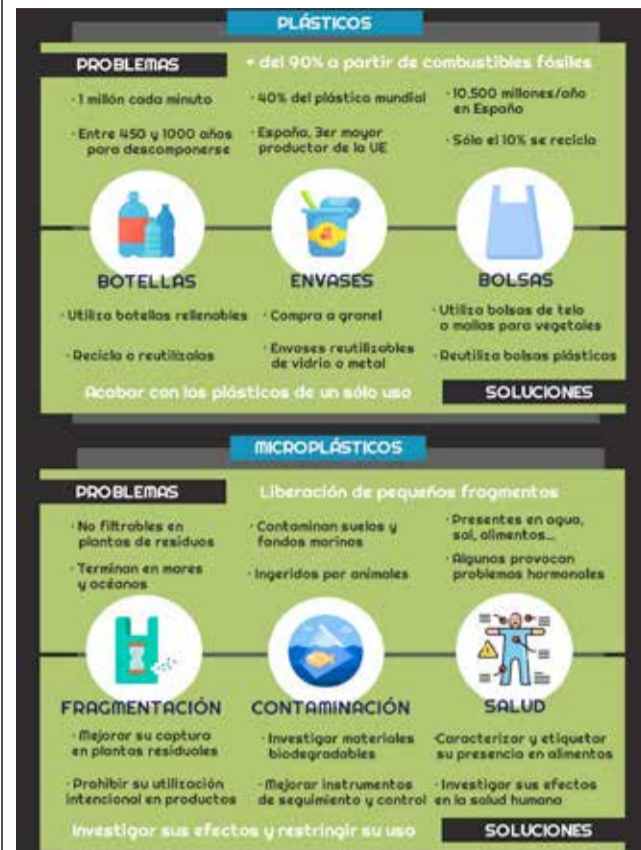 PLÁSTICOS
PROBLEMAS
+ del 90% a partir de combustibles fósiles
· 1 millón cada minuto
· Entre 450 y 1000 años
para descomponerse
· 40% del plástico mundial
· España, 3er mayor
productor de la UE
· 10.500 millones/año
en España
· Sólo el 10% se recicla
BOTELLAS
ENVASES
BOLSAS
· Utiliza botellas rellenables
· Recicla o reutilízalas
· Compra a granel
· Envases reutilizables
de vidrio o metal
· Utiliza bolsas de tela
o mallas para vegetales
· Reutiliza bolsas plásticas
Acabar con los plásticos de un sólo uso
SOLUCIONES
MICROPLÁSTICOS
PROBLEMAS
Liberación de pequeños fragmentos
· No filtrables en
plantas de residuos
· Terminan en mares
y océanos
· Contaminan suelos y
fondos marinos
· Ingeridos por animales
· Presentes en agua,
sal, alimentos...
· Algunos provocan
problemas hormonales
FRAGMENTACIÓN
CONTAMINACIÓN
SALUD
· Mejorar su captura
en plantas residuales
· Prohibir su utilización
intencional en productos
· Investigar materiales
biodegradables
· Mejorar instrumentos
de seguimiento y control
· Caracterizar y etiquetar
su presencia en alimentos
· Investigar sus efectos
en la salud humana
Investigar sus efectos y restringir su uso
SOLUCIONES